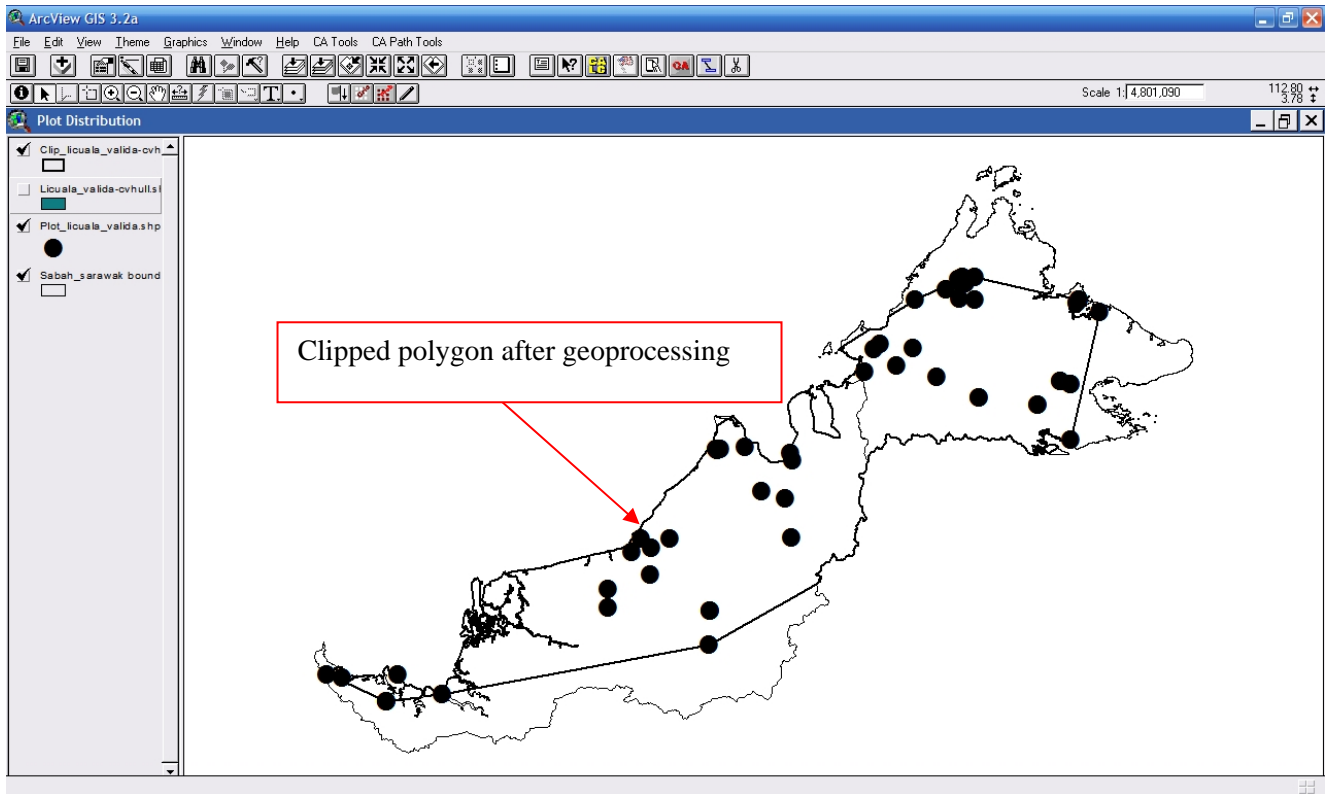 ArcView GIS 3.2a
File Edit View Theme Graphics Window Help CA Tools CA Path Tools
Scale 1: 4,801,090
112.80
3.78
Plot Distribution
Clip_licuala_valida-cvh
Licuala_valida-cvhull.sl
Plot_licuala_valida.shp
Sabah_sarawak bound
Clipped polygon after geoprocessing